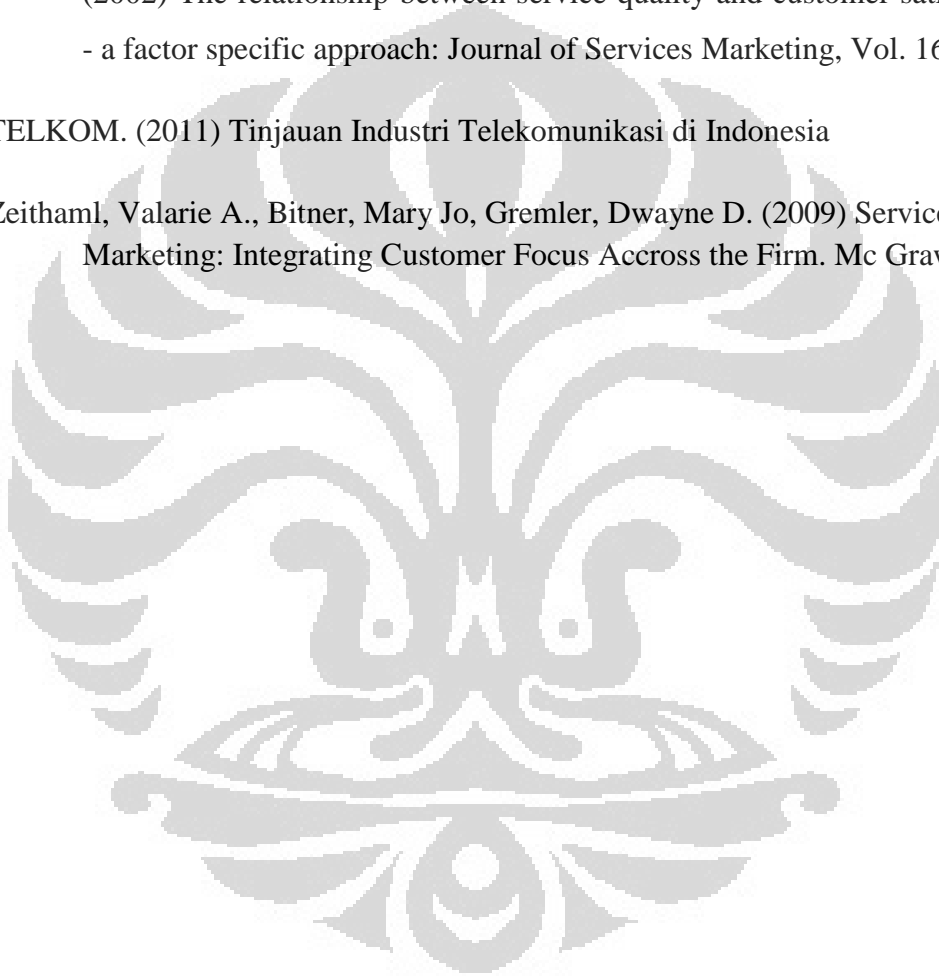 (2002) The relationship between service quality and customer
- a factor specific approach: Journal of Services Marketing, Vol. 16
TELKOM. (2011) Tinjauan Industri Telekomunikasi di Indonesia
Zeithaml, Valarie A., Bitner, Mary Jo, Gremler, Dwayne D. (2009) Service
Marketing: Integrating Customer Focus Accross the Firm. Mc